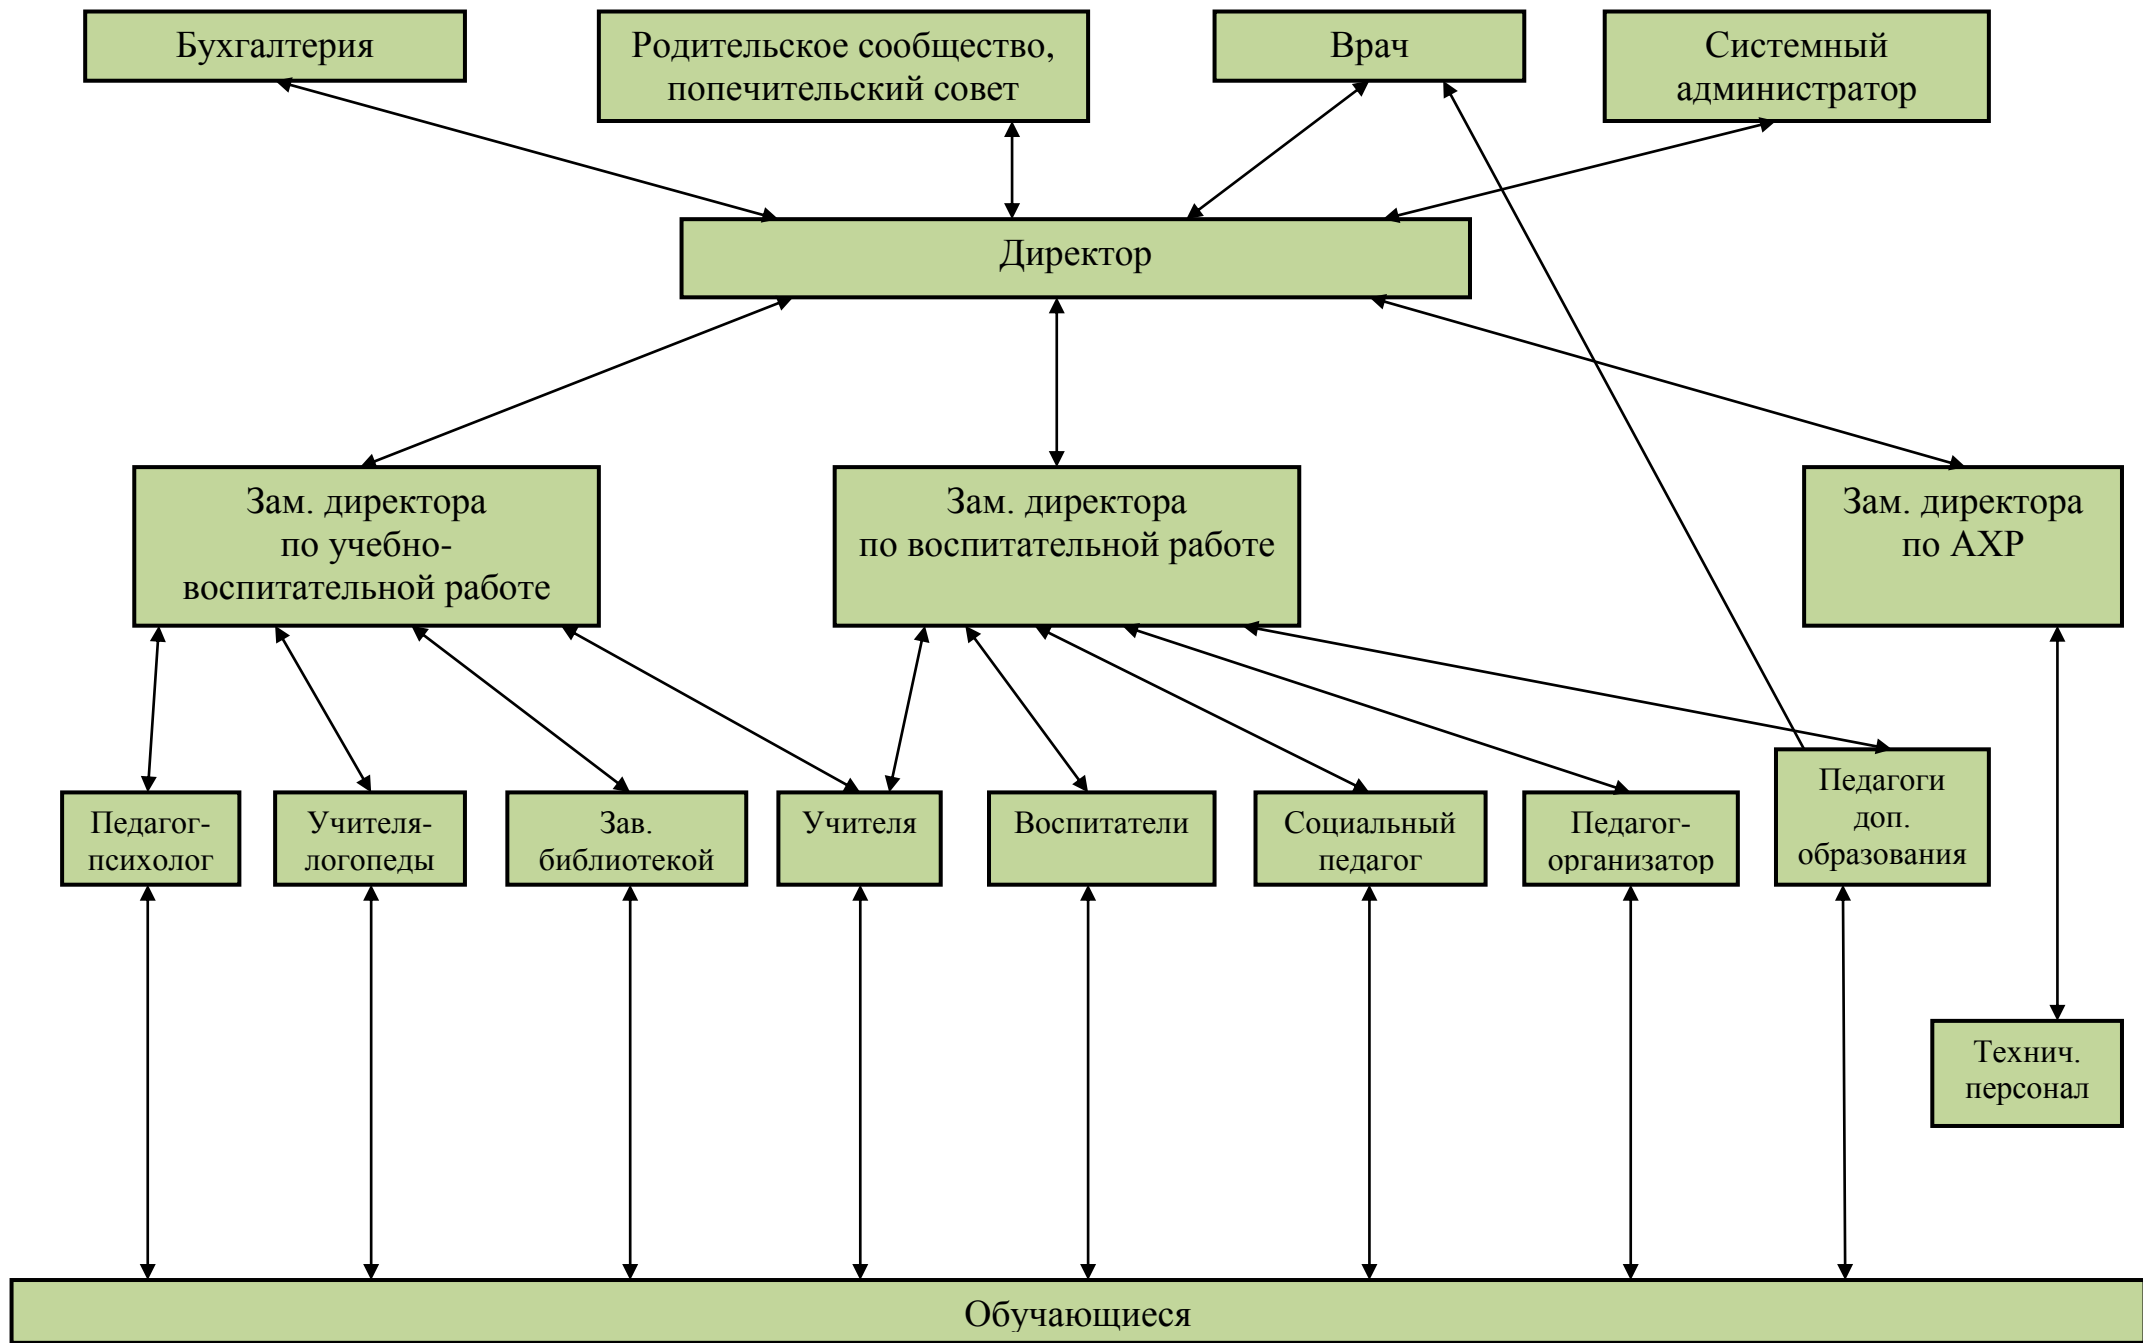 Бухгалтерия
Родительское сообщество,
попечительский совет
Врач
Системный
администратор
Директор
Зам. директора
по учебно-
воспитательной работе
Зам. директора
по воспитательной работе
Зам. директора
по АХР
Педагог-
психолог
Учителя-
логопеды
Зав.
библиотекой
Учителя
Воспитатели
Социальный
педагог
Педагог-
организатор
Педагоги
доп.
образования
Технич.
персонал
Обучающиеся